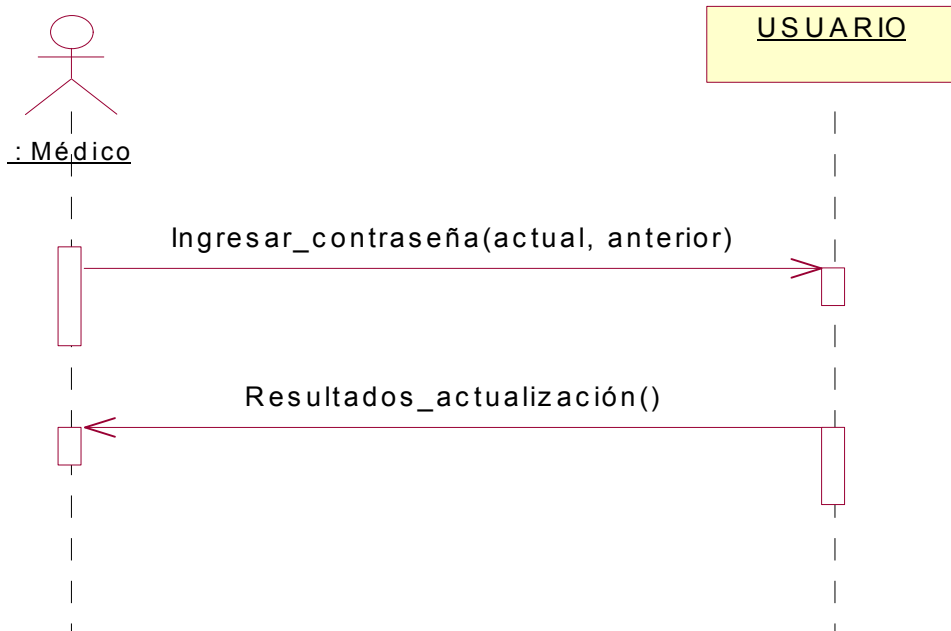 USUARIO
: Médico
Ingresar_contraseña(actual, anterior)
Resultados_actualización()